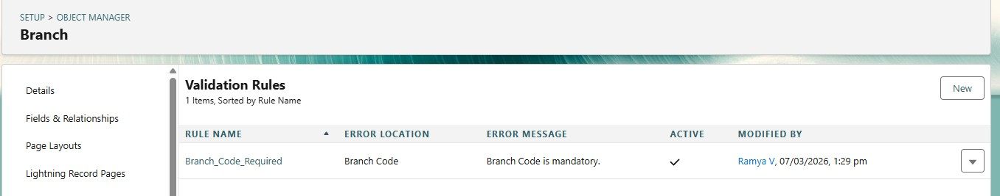 SETUP > OBJECT MANAGER
Branch
Details
Fields & Relationships
Page Layouts
Lightning Record Pages
Validation Rules
1 Items, Sorted by Rule Name
New
RULE NAME ERROR LOCATION ERROR MESSAGE ACTIVE MODIFIED BY
Branch_Code_Required Branch Code Branch Code is mandatory. Ramya V, 07/03/2026, 1:29 pm